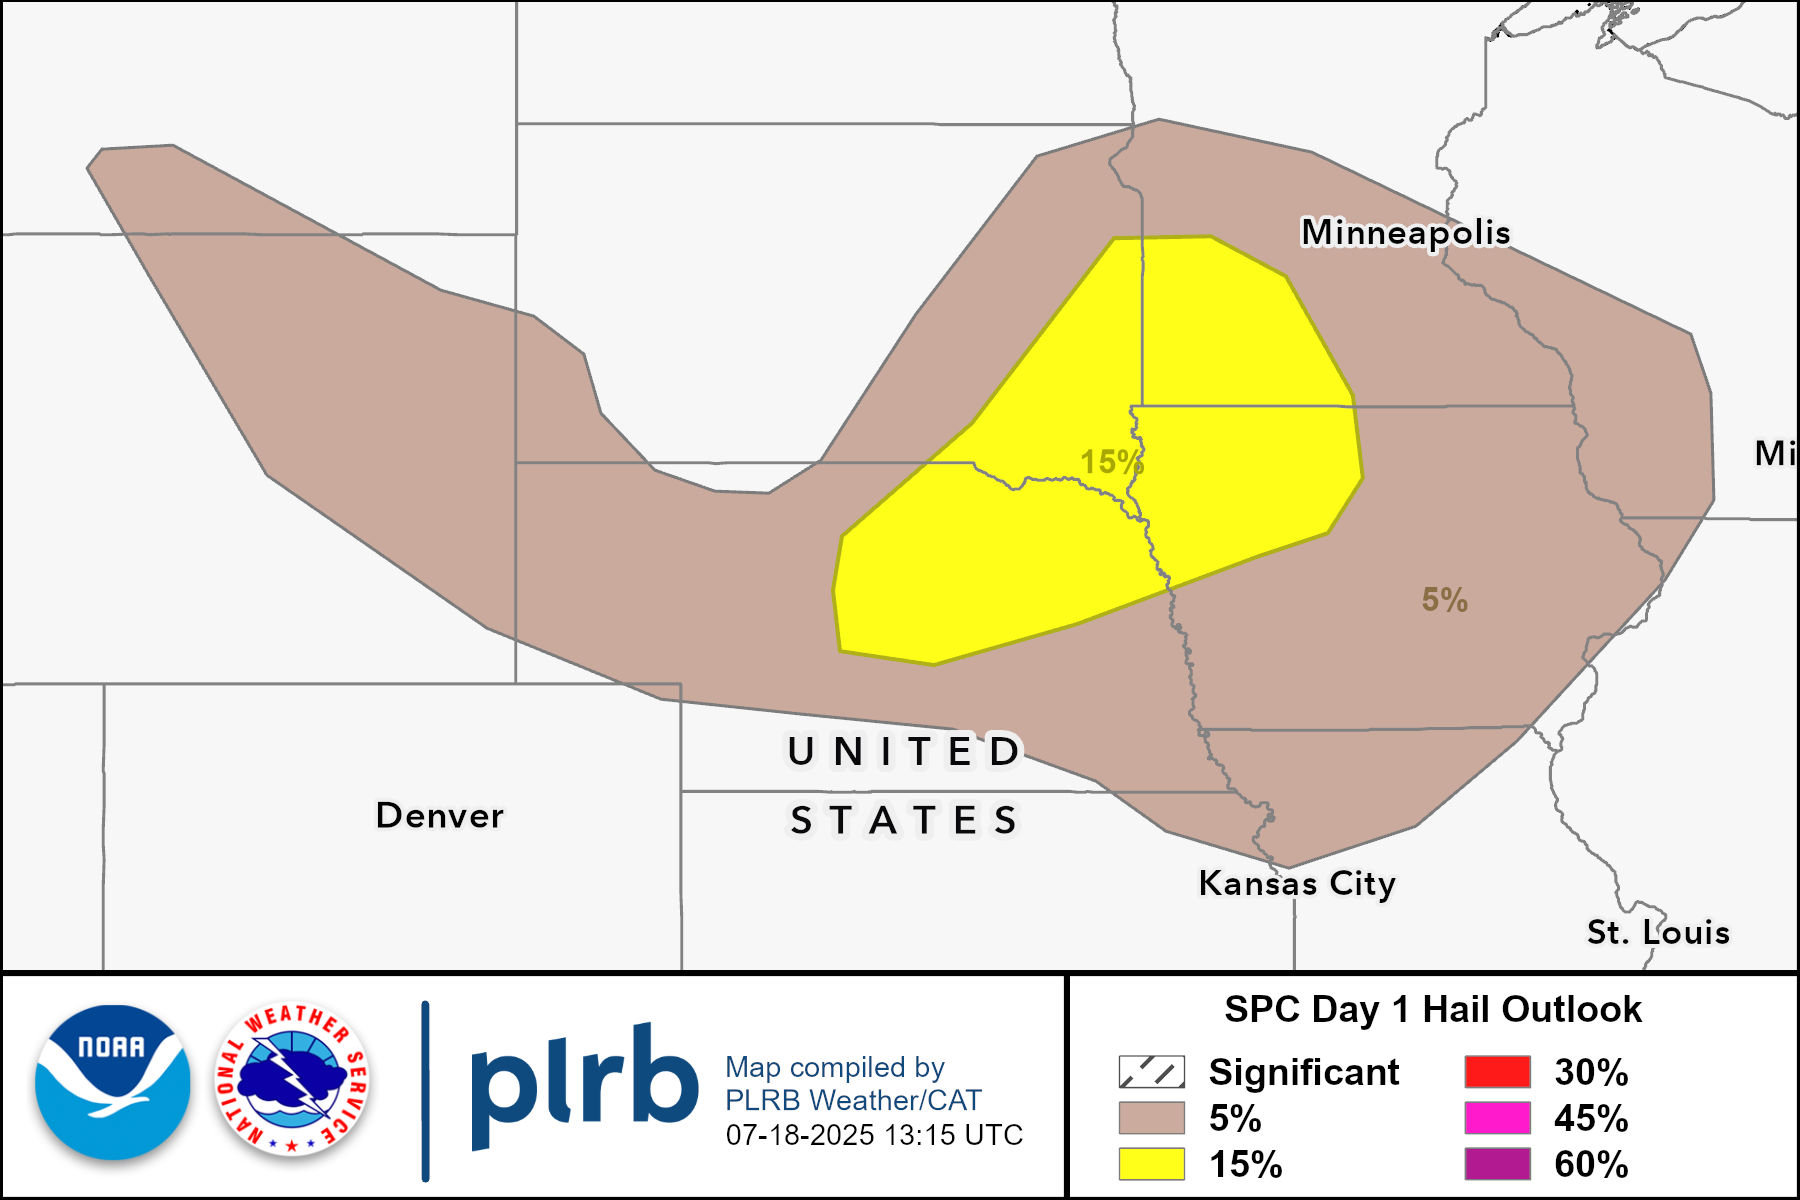 Minneapolis
Mi
15%
5%
UNITED
STATES
Denver
Kansas City
St. Louis
NOAA
NATIONAL WEATHER SERVICE
plrb
Map compiled by
PLRB Weather/CAT
07-18-2025 13:15 UTC
SPC Day 1 Hail Outlook
Significant
5%
15%
30%
45%
60%